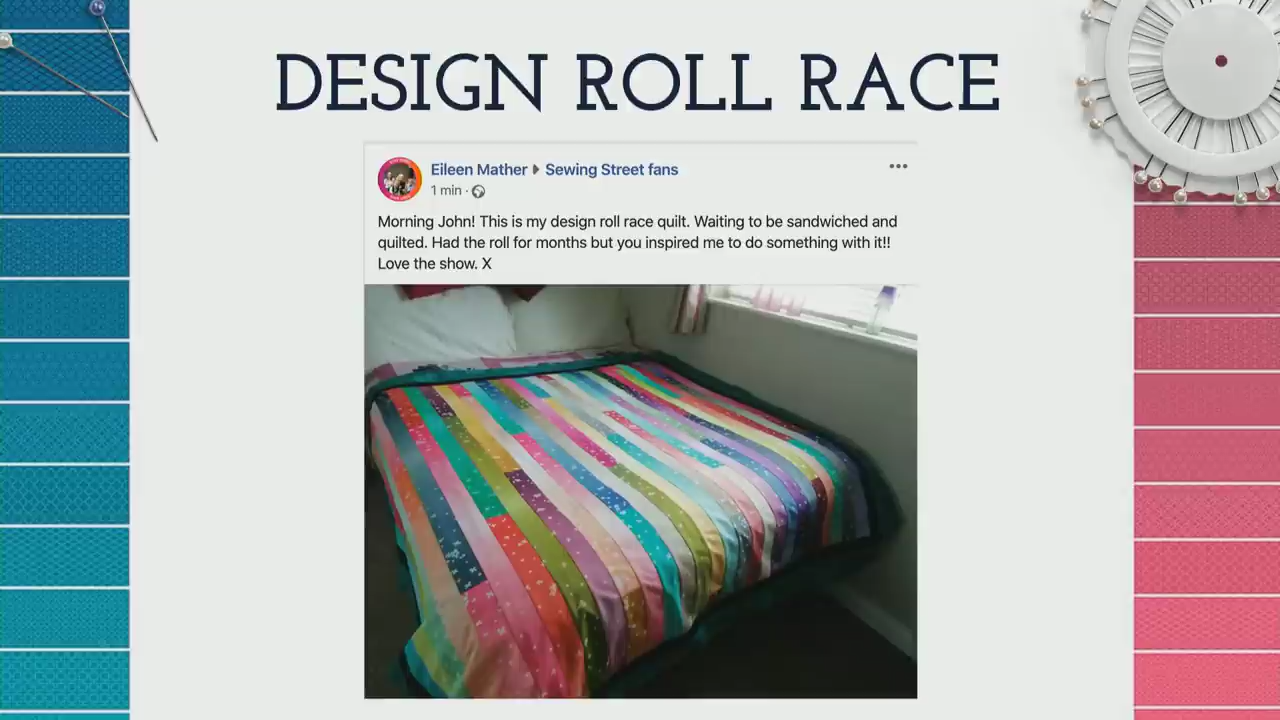 DESIGN ROLL RACE
Eileen Mather ▸ Sewing Street fans
1 min ·
Morning John! This is my design roll race quilt. Waiting to be sandwiched and
quilted. Had the roll for months but you inspired me to do something with it!!
Love the show. X